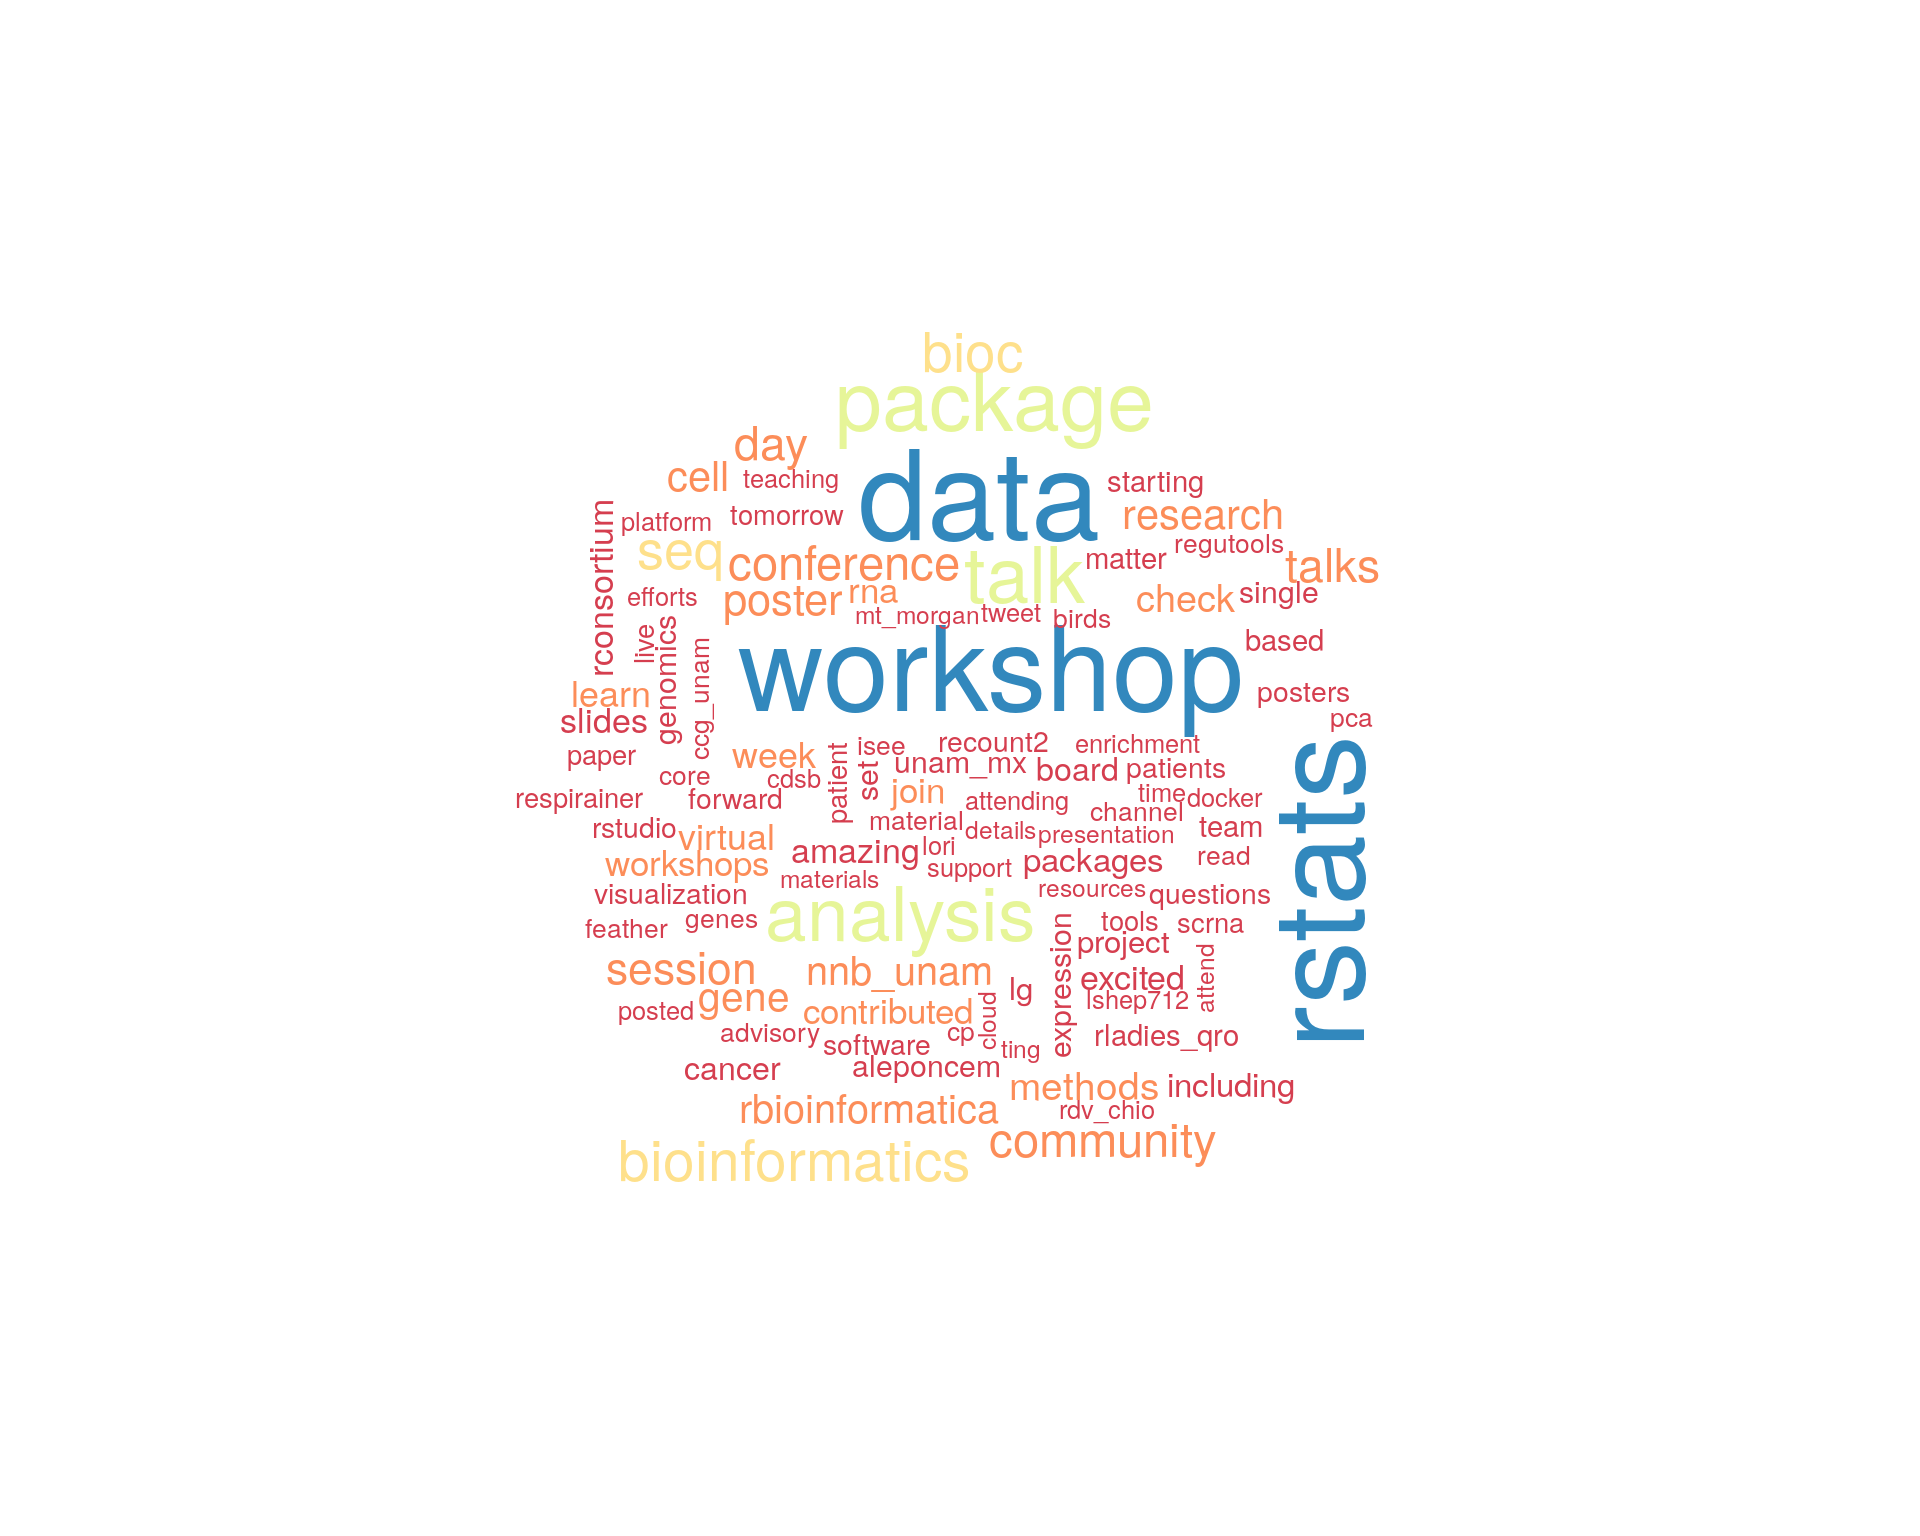 bioc
package
day
data
cell
teaching
starting
platform
tomorrow
research
rconsortium
seq
conference
talk
matter
regutools
talks
efforts
poster
rna
check
single
mt_morgan
tweet
birds
live
genomics
ccg_unam
workshop
based
learn
posters
slides
pca
paper
week
patient
isee
recount2
enrichment
rstats
core
cdsb
set
unam_mx
board
patients
respirainer
forward
join
attending
time
docker
channel
rstudio
virtual
material
details
presentation
team
workshops
amazing
lori
support
packages
read
visualization
materials
resources
questions
feather
genes
analysis
tools
scrna
expression
project
attend
session
nnb_unam
lg
excited
gene
lshep712
posted
contributed
cloud
advisory
software
cp
ting
rladies_qro
cancer
aleponcem
methods
including
rbioinformatica
rdv_chio
bioinformatics
community